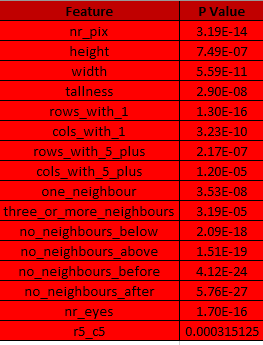 Feature P Value
nr_pix 3.19E-14
height 7.49E-07
width 5.59E-11
tallness 2.90E-08
rows_with_1 1.30E-16
cols_with_1 3.23E-10
rows_with_5_plus 2.17E-07
cols_with_5_plus 1.20E-05
one_neighbour 3.53E-08
three_or_more_neighbours 3.19E-05
no_neighbours_below 2.09E-18
no_neighbours_above 1.51E-19
no_neighbours_before 4.12E-24
no_neighbours_after 5.76E-27
nr_eyes 1.70E-16
r5_c5 0.000315125